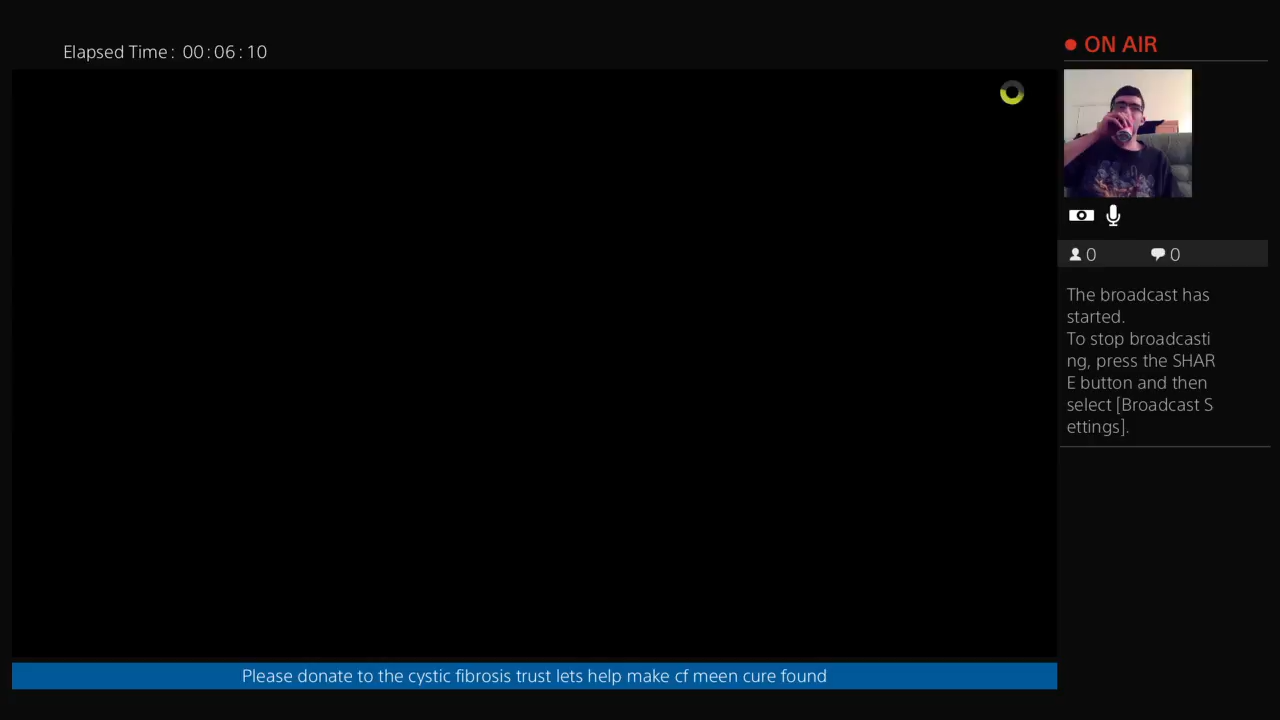 Elapsed Time: 00:06:10
ON AIR
0 0
The broadcast has
started.
To stop broadcasti
ng, press the SHAR
E button and then
select [Broadcast S
ettings].
Please donate to the cystic fibrosis trust lets help make cf meen cure found